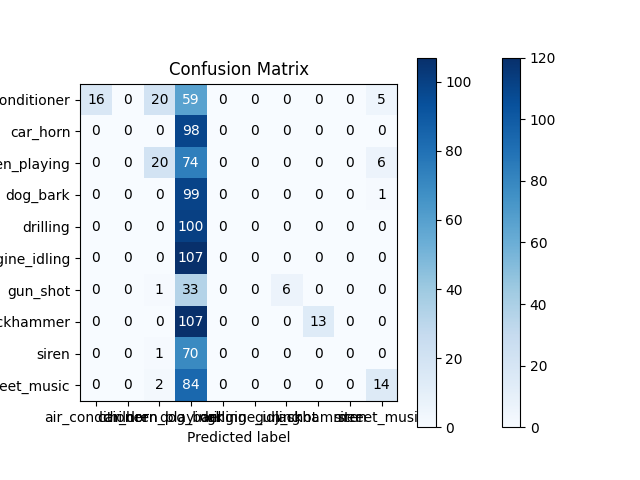 Confusion Matrix
onditioner 16 0 20 59 0 0 0 0 0 5
car_horn 0 0 0 98 0 0 0 0 0 0
en_playing 0 0 20 74 0 0 0 0 0 6
dog_bark 0 0 0 99 0 0 0 0 0 1
drilling 0 0 0 100 0 0 0 0 0 0
gine_idling 0 0 0 107 0 0 0 0 0 0
gun_shot 0 0 1 33 0 0 6 0 0 0
ckhammer 0 0 0 107 0 0 0 13 0 0
siren 0 0 1 70 0 0 0 0 0 0
eet_music 0 0 2 84 0 0 0 0 0 14
Predicted label
100
80
60
40
20
0
120
100
80
60
40
20
0